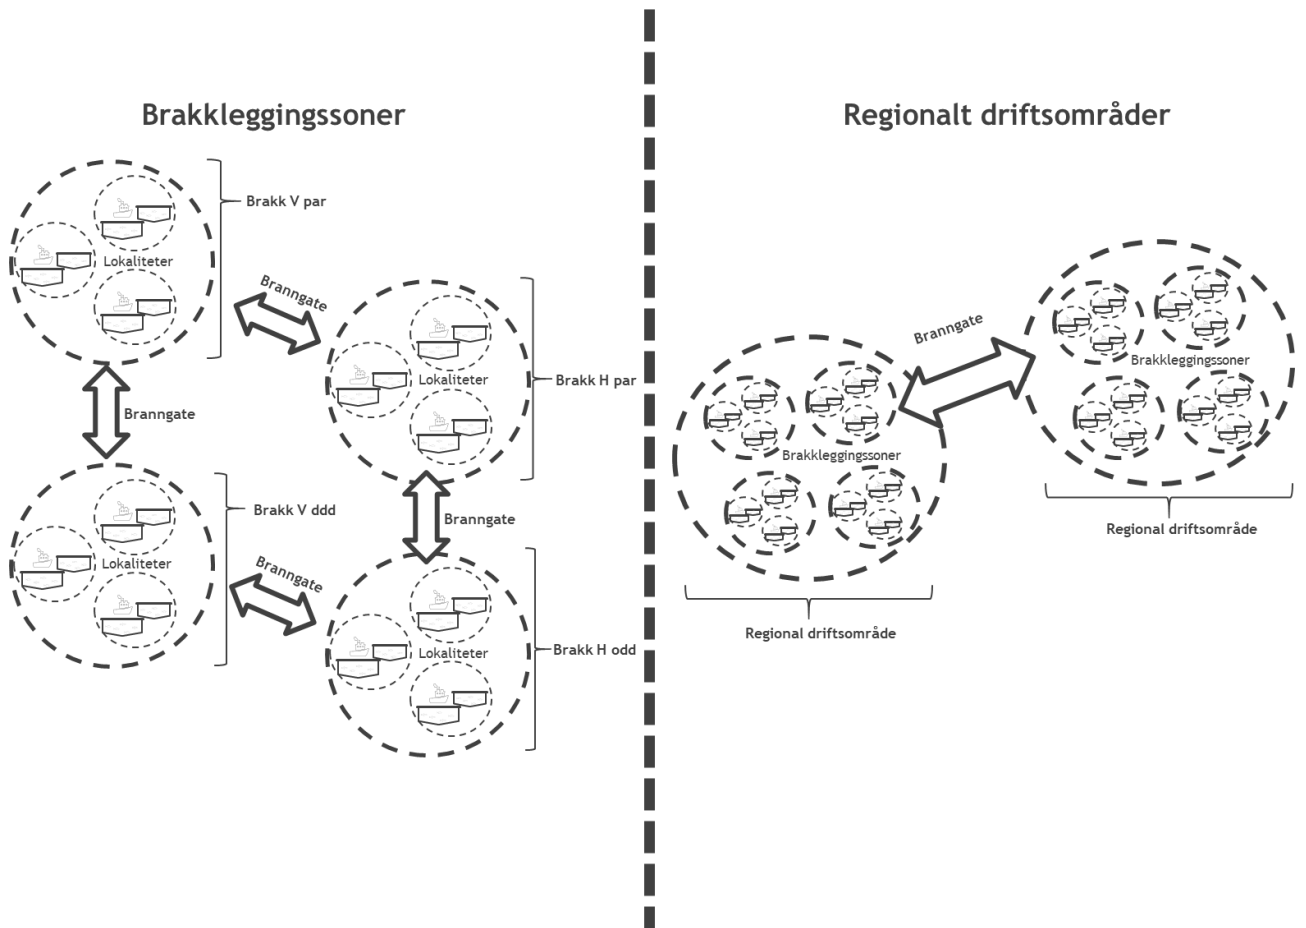 Brakkleggingssoner
Brakk V par
Lokaliteter
Branngate
Lokaliteter
Brakk H par
Branngate
Brakk V ddd
Lokaliteter
Branngate
Branngate
Lokaliteter
Brakk H odd
Regionalt driftsområder
Branngate
Brakkleggingssoner
Brakkleggingssoner
Regional driftsområde
Regional driftsområde